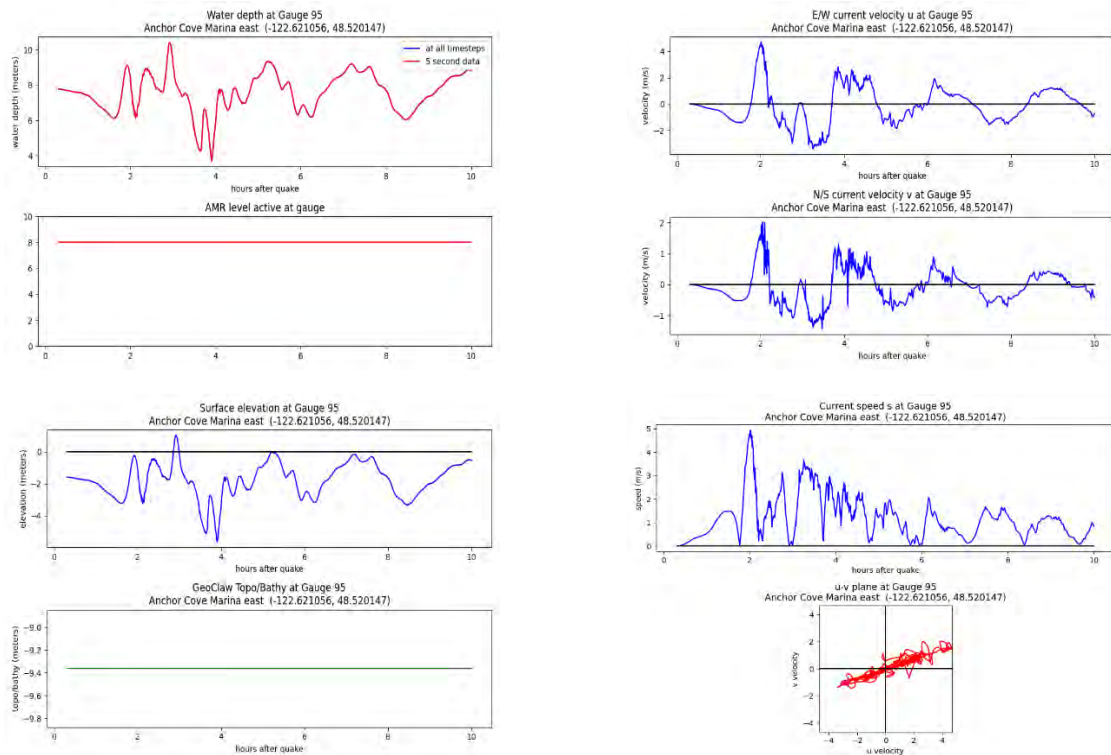 Water depth at Gauge 95
Anchor Cove Marina east (-122.621056, 48.520147)
at all timesteps
5 second data
10
8
6
4
water depth (meters)
0 2 4 6 8 10
hours after quake
AMR level active at gauge
10
8
6
4
2
0
0 2 4 6 8 10
Surface elevation at Gauge 95
Anchor Cove Marina east (-122.621056, 48.520147)
0
−2
−4
elevation (meters)
0 2 4 6 8 10
hours after quake
GeoClaw Topo/Bathy at Gauge 95
Anchor Cove Marina east (-122.621056, 48.520147)
−9.0
−9.2
−9.4
−9.6
−9.8
topo/bathy (meters)
0 2 4 6 8 10
hours after quake
E/W current velocity u at Gauge 95
Anchor Cove Marina east (-122.621056, 48.520147)
4
2
0
−2
velocity (m/s)
0 2 4 6 8 10
hours after quake
N/S current velocity v at Gauge 95
Anchor Cove Marina east (-122.621056, 48.520147)
2
1
0
−1
velocity (m/s)
0 2 4 6 8 10
hours after quake
Current speed s at Gauge 95
Anchor Cove Marina east (-122.621056, 48.520147)
5
4
3
2
1
0
speed (m/s)
0 2 4 6 8 10
hours after quake
u-v plane at Gauge 95
Anchor Cove Marina east (-122.621056, 48.520147)
4
2
0
−2
−4
v velocity
−4 −2 0 2 4
u velocity